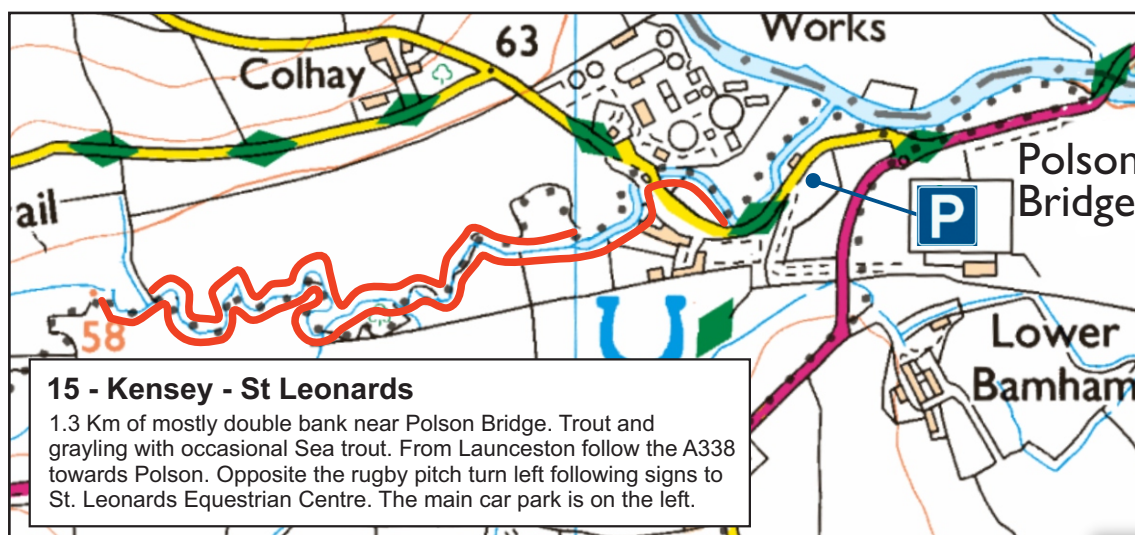 Works
63
Colhay
Polson
Bridge
P
ail
58
Lower
Bamham
15 - Kensey - St Leonards
1.3 Km of mostly double bank near Polson Bridge. Trout and
grayling with occasional Sea trout. From Launceston follow the A338
towards Polson. Opposite the rugby pitch turn left following signs to
St. Leonards Equestrian Centre. The main car park is on the left.